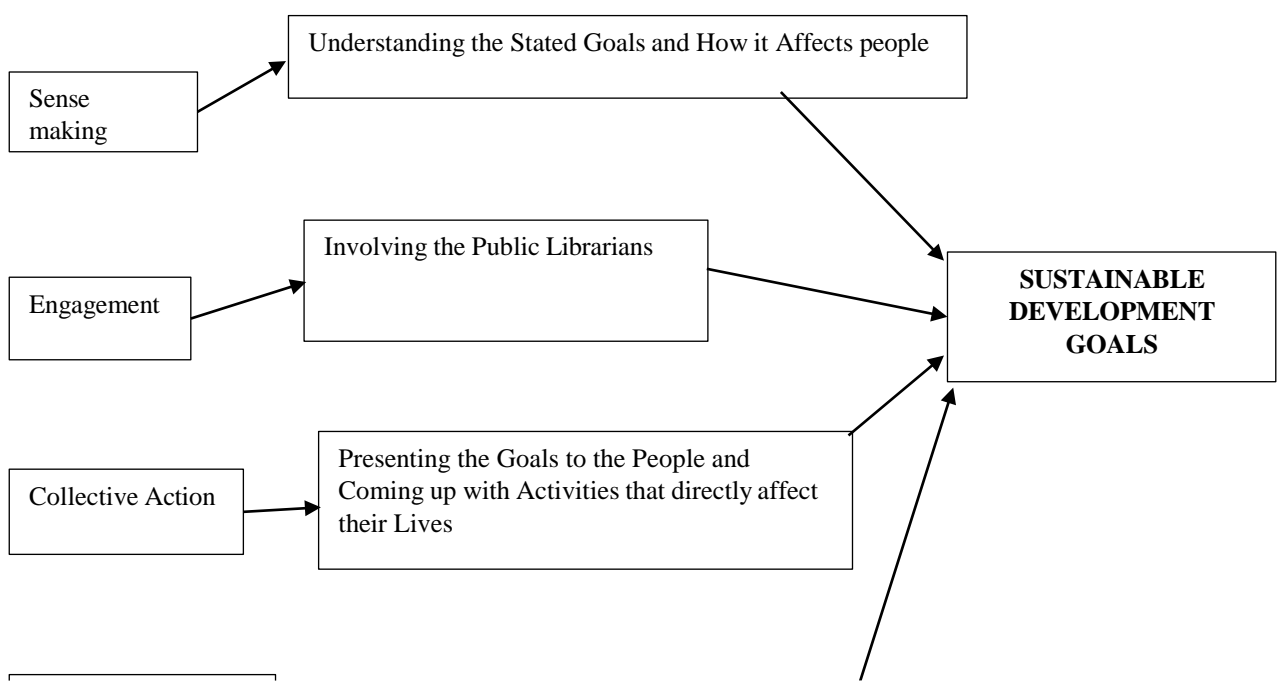 Understanding the Stated Goals and How it Affects people
Sense
making
Involving the Public Librarians
Engagement
SUSTAINABLE
DEVELOPMENT
GOALS
Presenting the Goals to the People and
Coming up with Activities that directly affect
their Lives
Collective Action